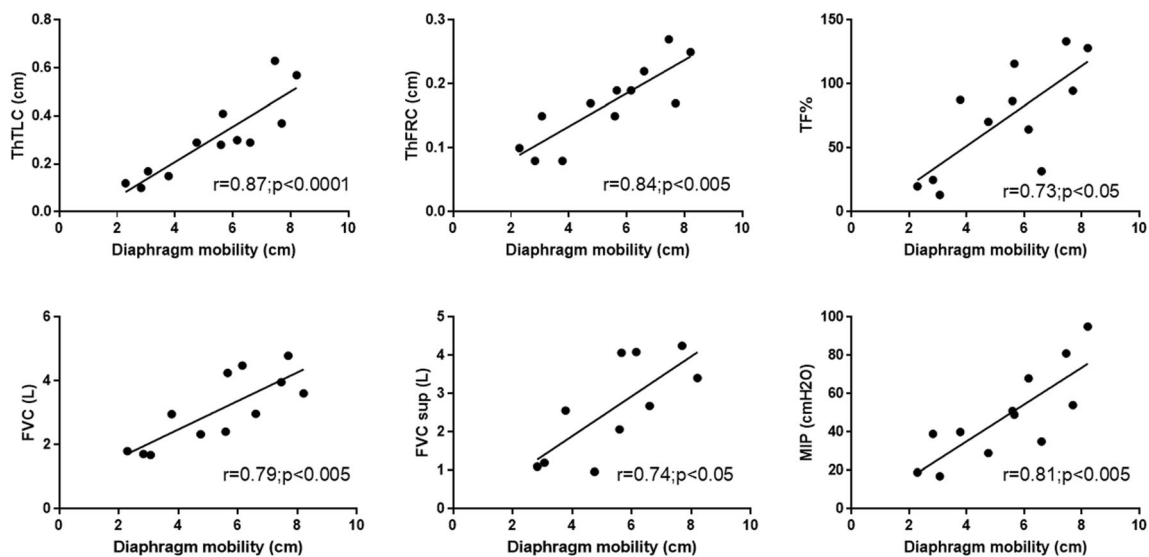 0.8
0.6
0.4
0.2
0.0
ThTLC (cm)
r=0.87;p<0.0001
0 2 4 6 8 10
Diaphragm mobility (cm)
0.3
0.2
0.1
0.0
ThFRC (cm)
r=0.84;p<0.005
0 2 4 6 8 10
Diaphragm mobility (cm)
150
100
50
0
TF%
r=0.73;p<0.05
0 2 4 6 8 10
Diaphragm mobility (cm)
6
4
2
0
FVC (L)
r=0.79;p<0.005
0 2 4 6 8 10
Diaphragm mobility (cm)
5
4
3
2
1
0
FVC sup (L)
r=0.74;p<0.05
0 2 4 6 8 10
Diaphragm mobility (cm)
100
80
60
40
20
0
MIP (cmH2O)
r=0.81;p<0.005
0 2 4 6 8 10
Diaphragm mobility (cm)